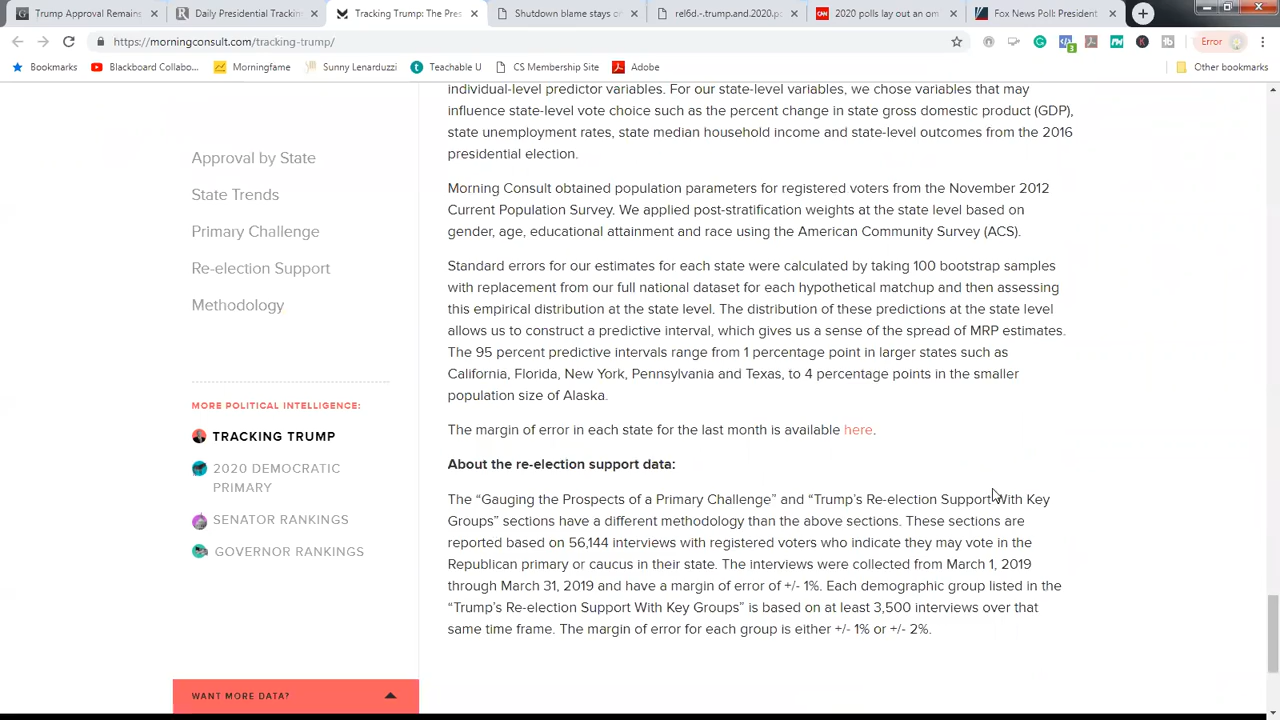 Trump Approval Remains
Daily Presidential Trackin
Tracking Trump: The Pres
Shutdown blame stays o
rel6d.-.trump.and.2020.pd
2020 polls lay out an om
Fox News Poll: President
https://morningconsult.com/tracking-trump/
Error
Bookmarks
Blackboard Collabo...
Morningfame
Sunny Lenarduzzi
Teachable U
CS Membership Site
Adobe
Other bookmarks
individual-level predictor variables. For our state-level variables, we chose variables that may
influence state-level vote choice such as the percent change in state gross domestic product (GDP),
state unemployment rates, state median household income and state-level outcomes from the 2016
presidential election.
Morning Consult obtained population parameters for registered voters from the November 2012
Current Population Survey. We applied post-stratification weights at the state level based on
gender, age, educational attainment and race using the American Community Survey (ACS).
Standard errors for our estimates for each state were calculated by taking 100 bootstrap samples
with replacement from our full national dataset for each hypothetical matchup and then assessing
this empirical distribution at the state level. The distribution of these predictions at the state level
allows us to construct a predictive interval, which gives us a sense of the spread of MRP estimates.
The 95 percent predictive intervals range from 1 percentage point in larger states such as
California, Florida, New York, Pennsylvania and Texas, to 4 percentage points in the smaller
population size of Alaska.
The margin of error in each state for the last month is available here.
About the re-election support data:
The “Gauging the Prospects of a Primary Challenge” and “Trump’s Re-election Support With Key
Groups” sections have a different methodology than the above sections. These sections are
reported based on 56,144 interviews with registered voters who indicate they may vote in the
Republican primary or caucus in their state. The interviews were collected from March 1, 2019
through March 31, 2019 and have a margin of error of +/- 1%. Each demographic group listed in the
“Trump’s Re-election Support With Key Groups” is based on at least 3,500 interviews over that
same time frame. The margin of error for each group is either +/- 1% or +/- 2%.
Approval by State
State Trends
Primary Challenge
Re-election Support
Methodology
MORE POLITICAL INTELLIGENCE:
TRACKING TRUMP
2020 DEMOCRATIC
PRIMARY
SENATOR RANKINGS
GOVERNOR RANKINGS
WANT MORE DATA?